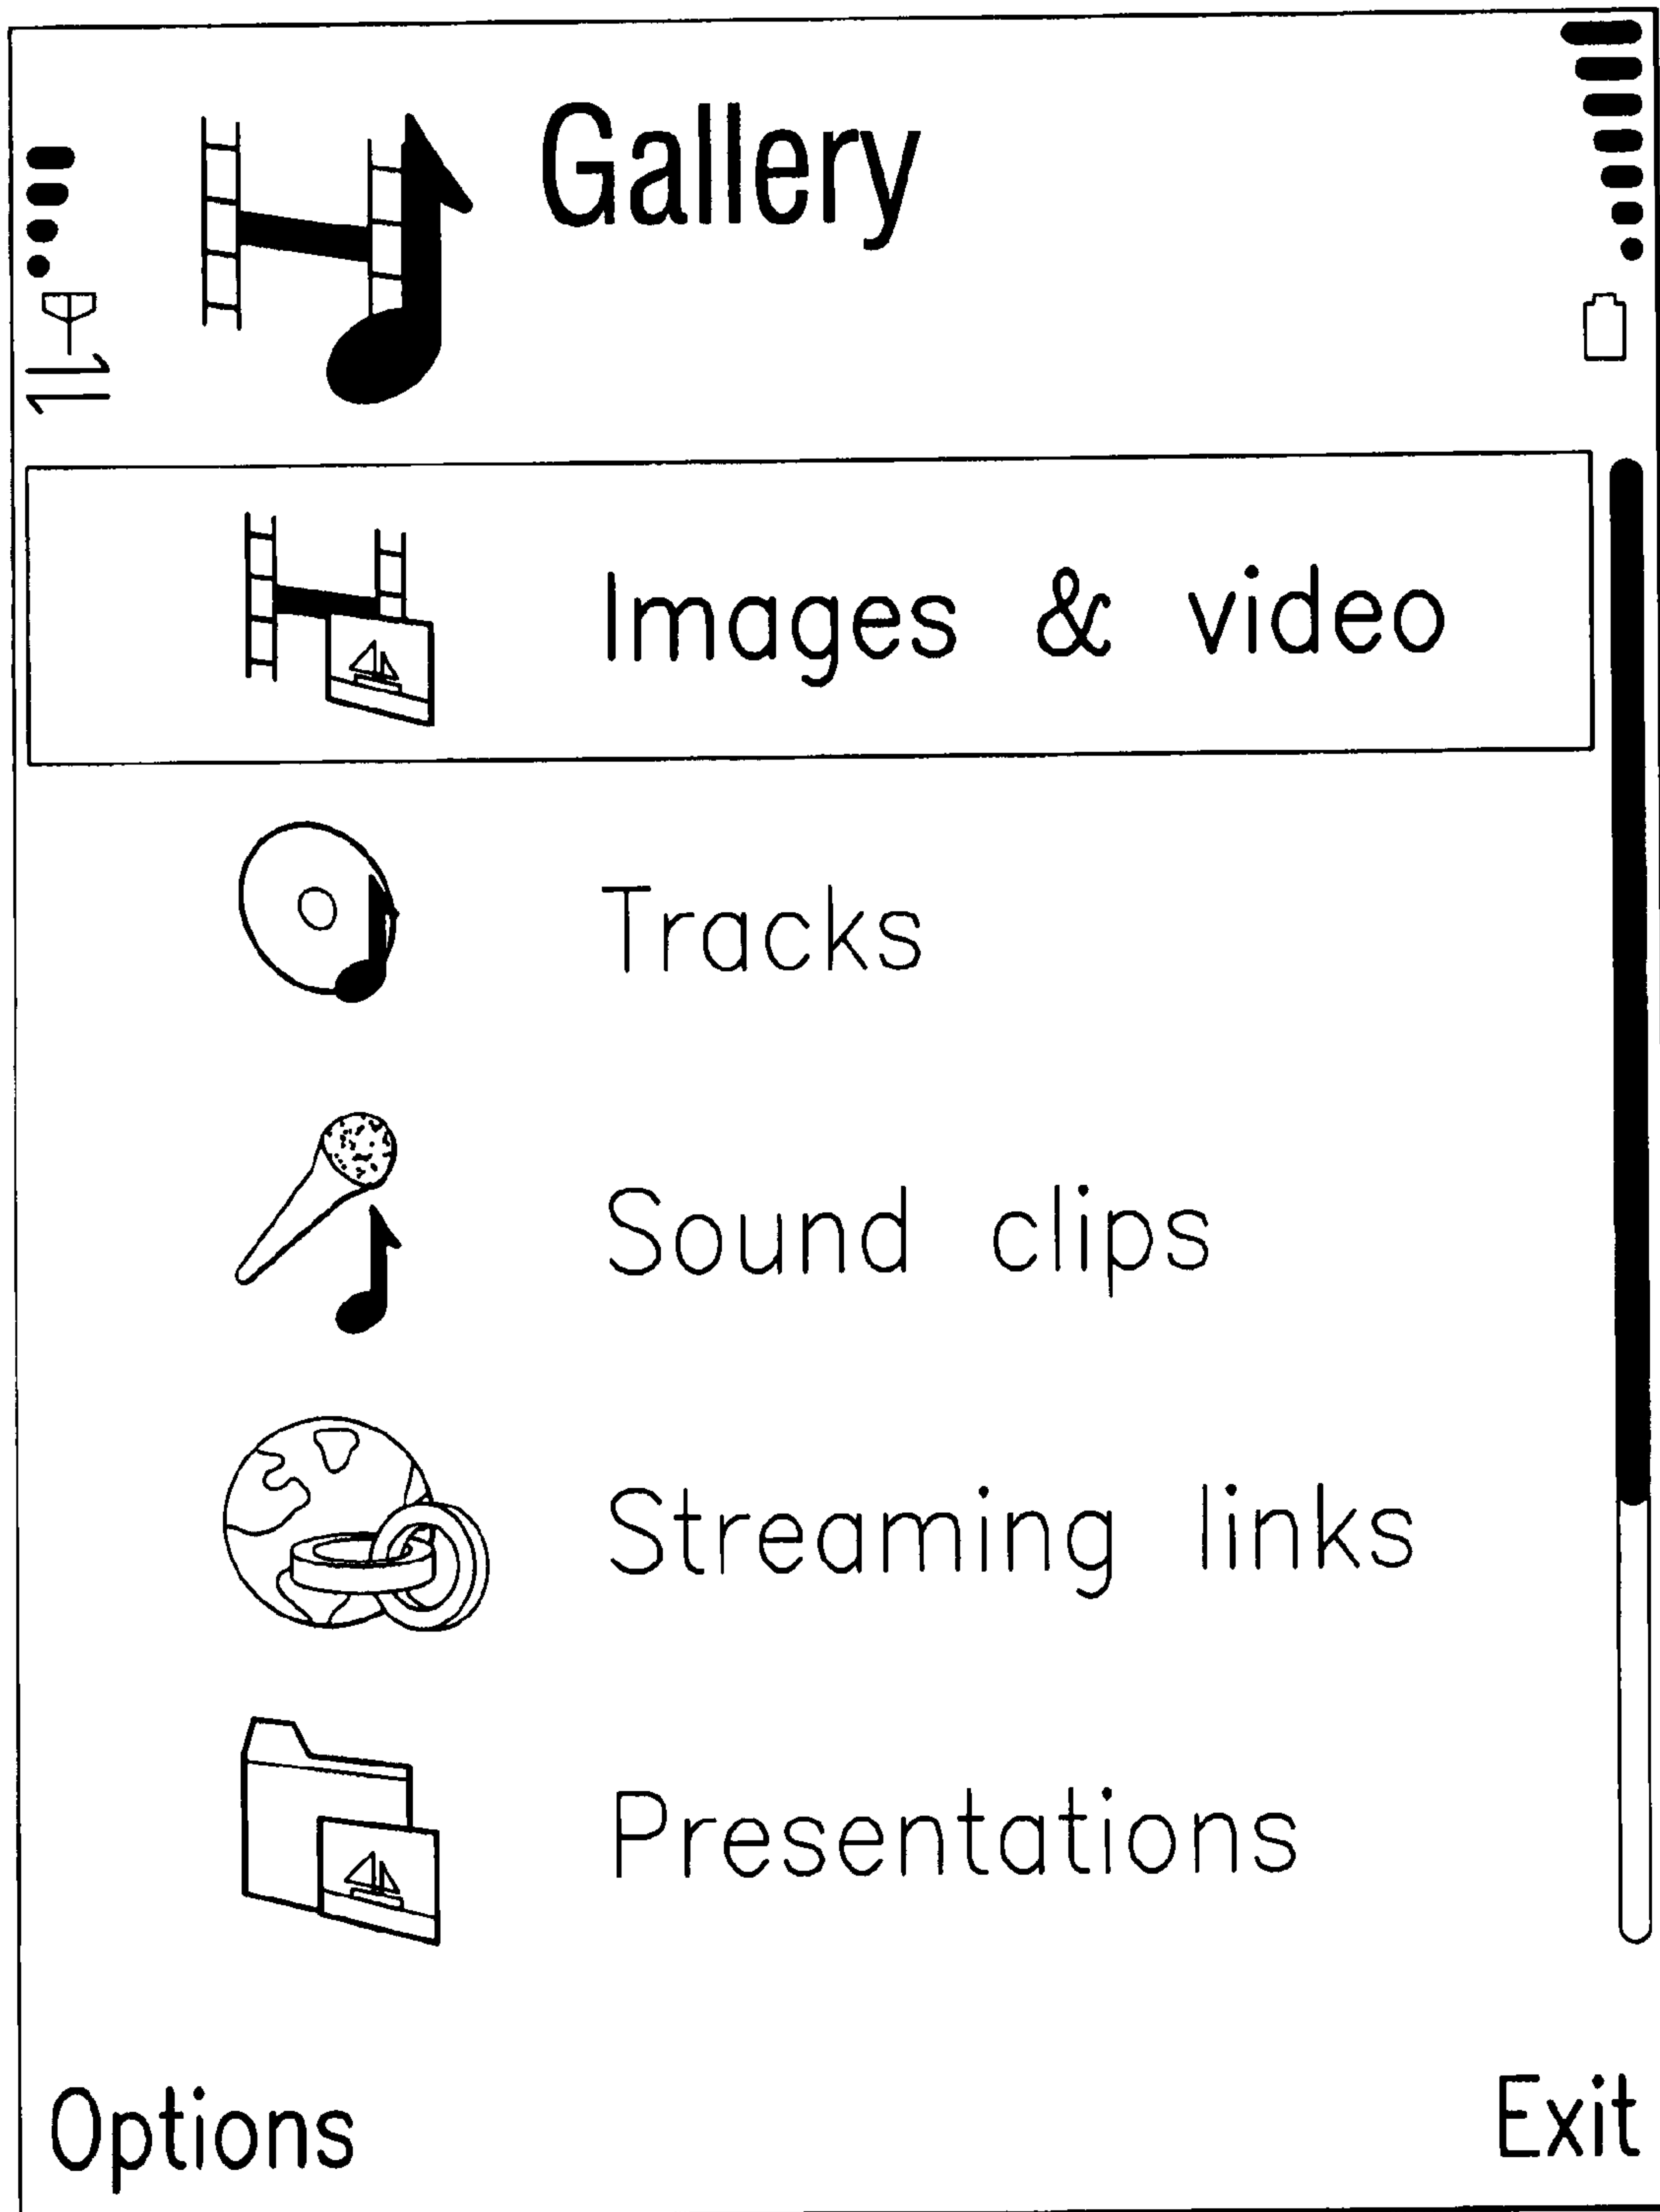 Gallery
Images & video
Tracks
Sound clips
Streaming links
Presentations
Options
Exit